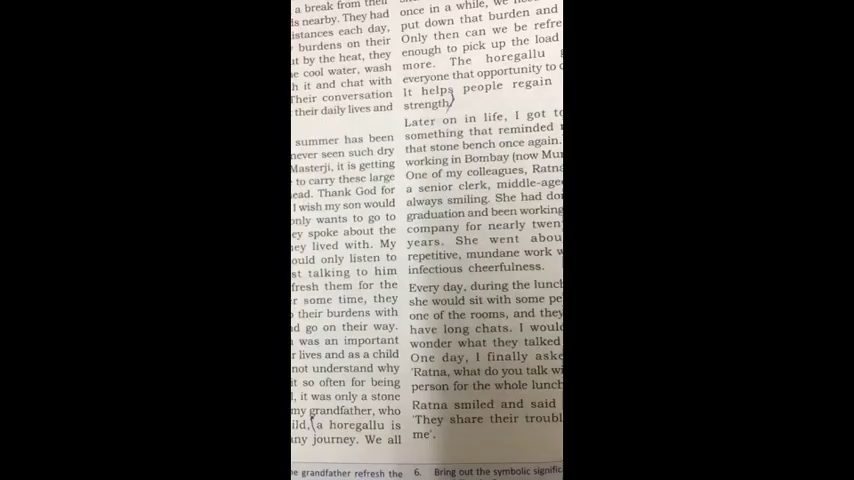 a break from their
ls nearby. They had
istances each day,
burdens on their
it by the heat, they
e cool water, wash
h it and chat with
Their conversation
their daily lives and
summer has been
never seen such dry
Masterji, it is getting
to carry these large
ead. Thank God for
I wish my son would
only wants to go to
ey spoke about the
ney lived with. My
ould only listen to
st talking to him
fresh them for the
r some time, they
their burdens with
d go on their way.
was an important
r lives and as a child
not understand why
it so often for being
l, it was only a stone
my grandfather, who
ild, a horegallu is
any journey. We all
once in a while, we
put down that burden and
Only then can we be refre
enough to pick up the load
more. The horegallu g
everyone that opportunity to
It helps people regain
strength
Later on in life, I got to
something that reminded
that stone bench once again.
working in Bombay (now Mum
One of my colleagues, Ratna
a senior clerk, middle-aged
always smiling. She had don
graduation and been working
company for nearly twen
years. She went abou
repetitive, mundane work w
infectious cheerfulness.
Every day, during the lunch
she would sit with some pe
one of the rooms, and they
have long chats. I would
wonder what they talked
One day, I finally aske
'Ratna, what do you talk wi
person for the whole lunch
Ratna smiled and said
'They share their troubl
me'.
e grandfather refresh the
6. Bring out the symbolic signific